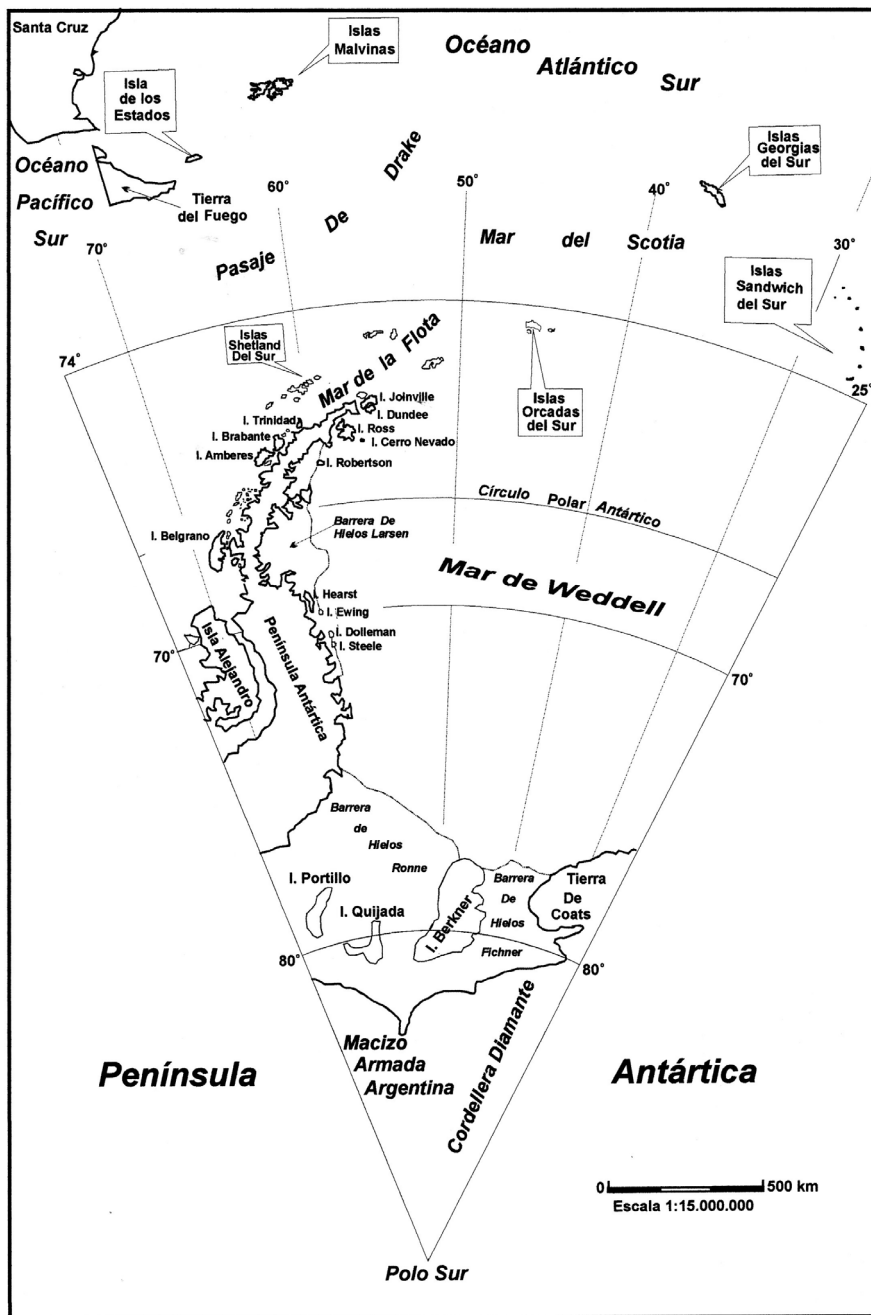 Santa Cruz
Islas
Malvinas
Océano
Atlántico
Sur
Isla
de los
Estados
Océano
Pacífico
Sur
Tierra
del Fuego
Islas
Georgias
del Sur
70°
60°
50°
40°
30°
Pasaje De Drake
Mar del Scotia
Islas
Sandwich
del Sur
74°
25°
Islas
Shetland
Del Sur
Mar de la Flota
Islas
Orcadas
del Sur
I. Joinville
I. Dundee
I. Trinidad
I. Ross
I. Brabante
I. Cerro Nevado
I. Amberes
I. Robertson
Círculo Polar Antártico
I. Belgrano
Barrera De
Hielos Larsen
Mar de Weddell
Hearst
I. Ewing
I. Dolleman
I. Steele
Isla Alejandro
Península Antártica
70°
70°
Barrera
de
Hielos
Ronne
I. Portillo
I. Quijada
I. Berkner
Barrera
De
Hielos
Fichner
Tierra
De
Coats
80°
80°
Macizo
Armada
Argentina
Cordellera Diamante
Península Antártica
0 500 km
Escala 1:15.000.000
Polo Sur